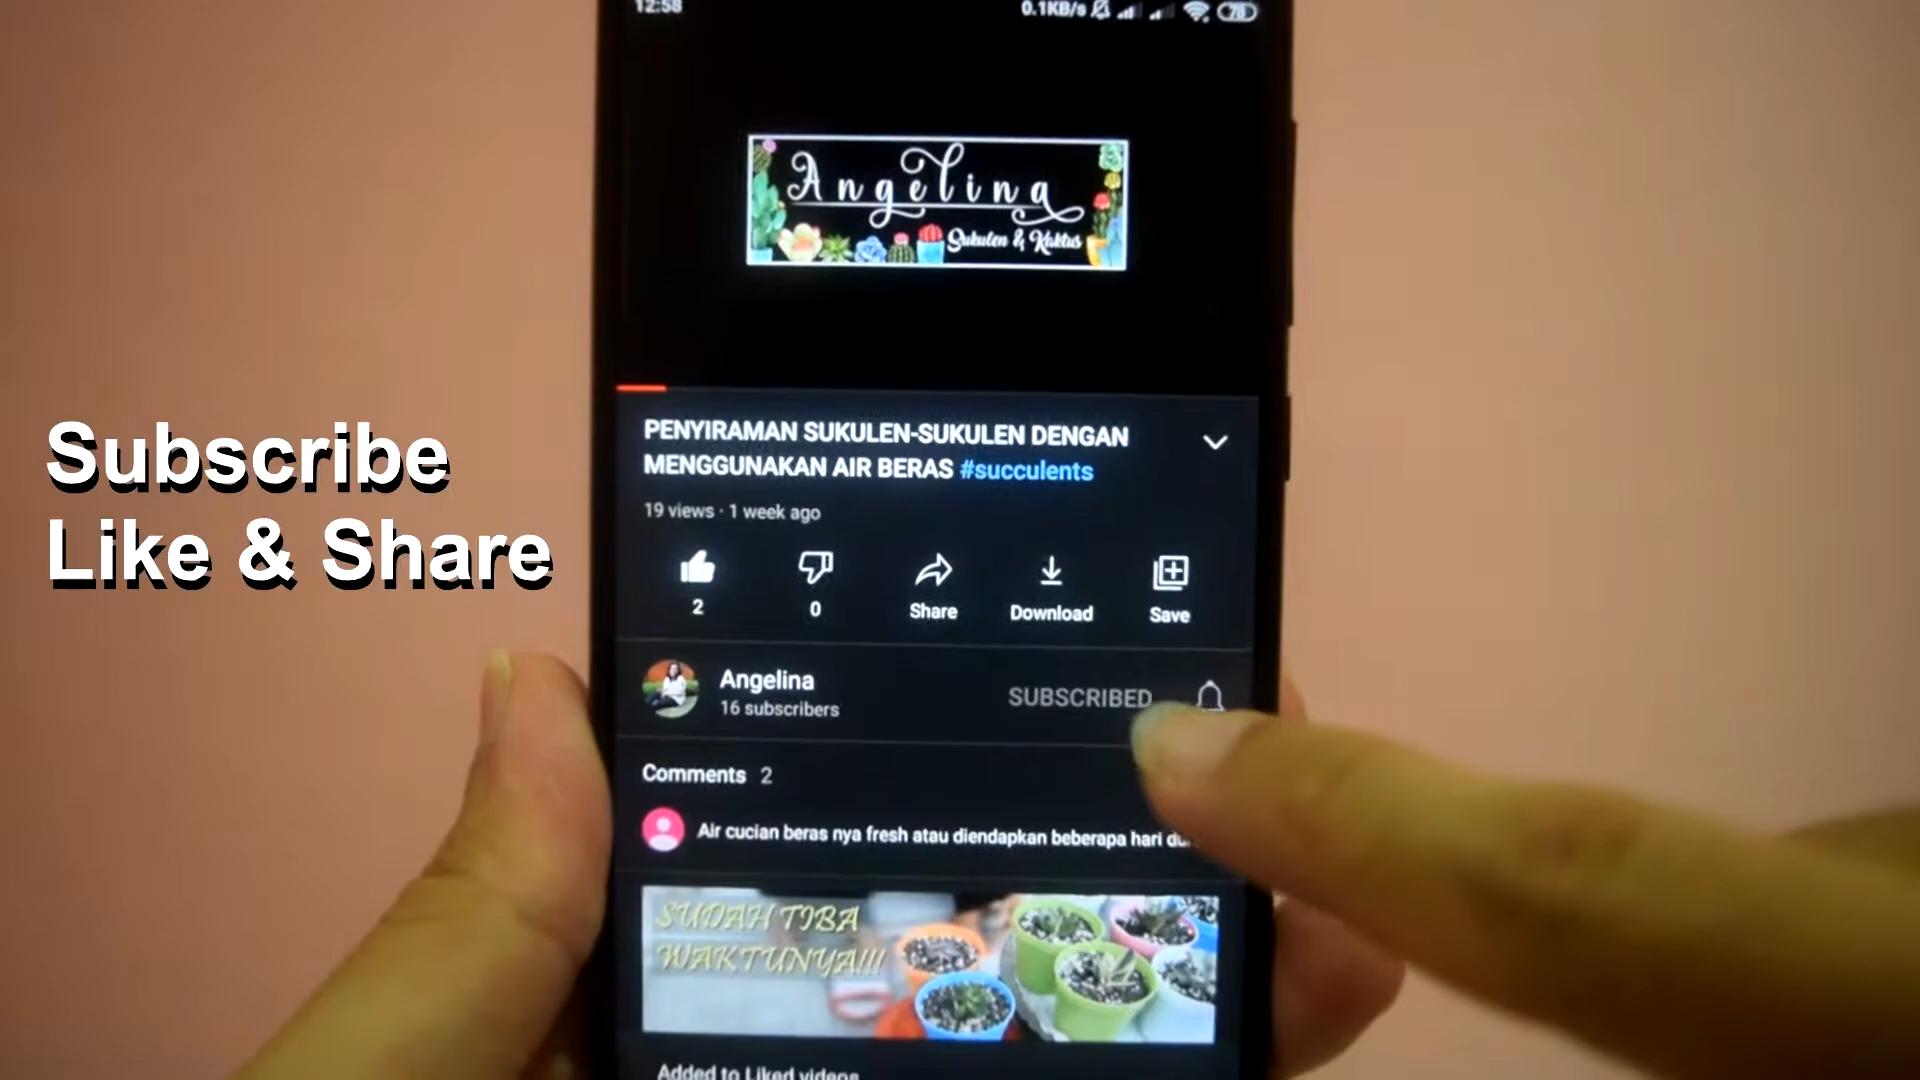 12:58
0.1KB/s
78
Angelina
Sukulen & Kaktus
PENYIRAMAN SUKULEN-SUKULEN DENGAN
MENGGUNAKAN AIR BERAS #succulents
19 views · 1 week ago
2
0
Share
Download
Save
Subscribe
Like & Share
Angelina
SUBSCRIBED
16 subscribers
Comments 2
Air cucian beras nya fresh atau diendapkan beberapa hari
SUDAH TIBA
WAKTUNYA!!!
Added to Liked videos